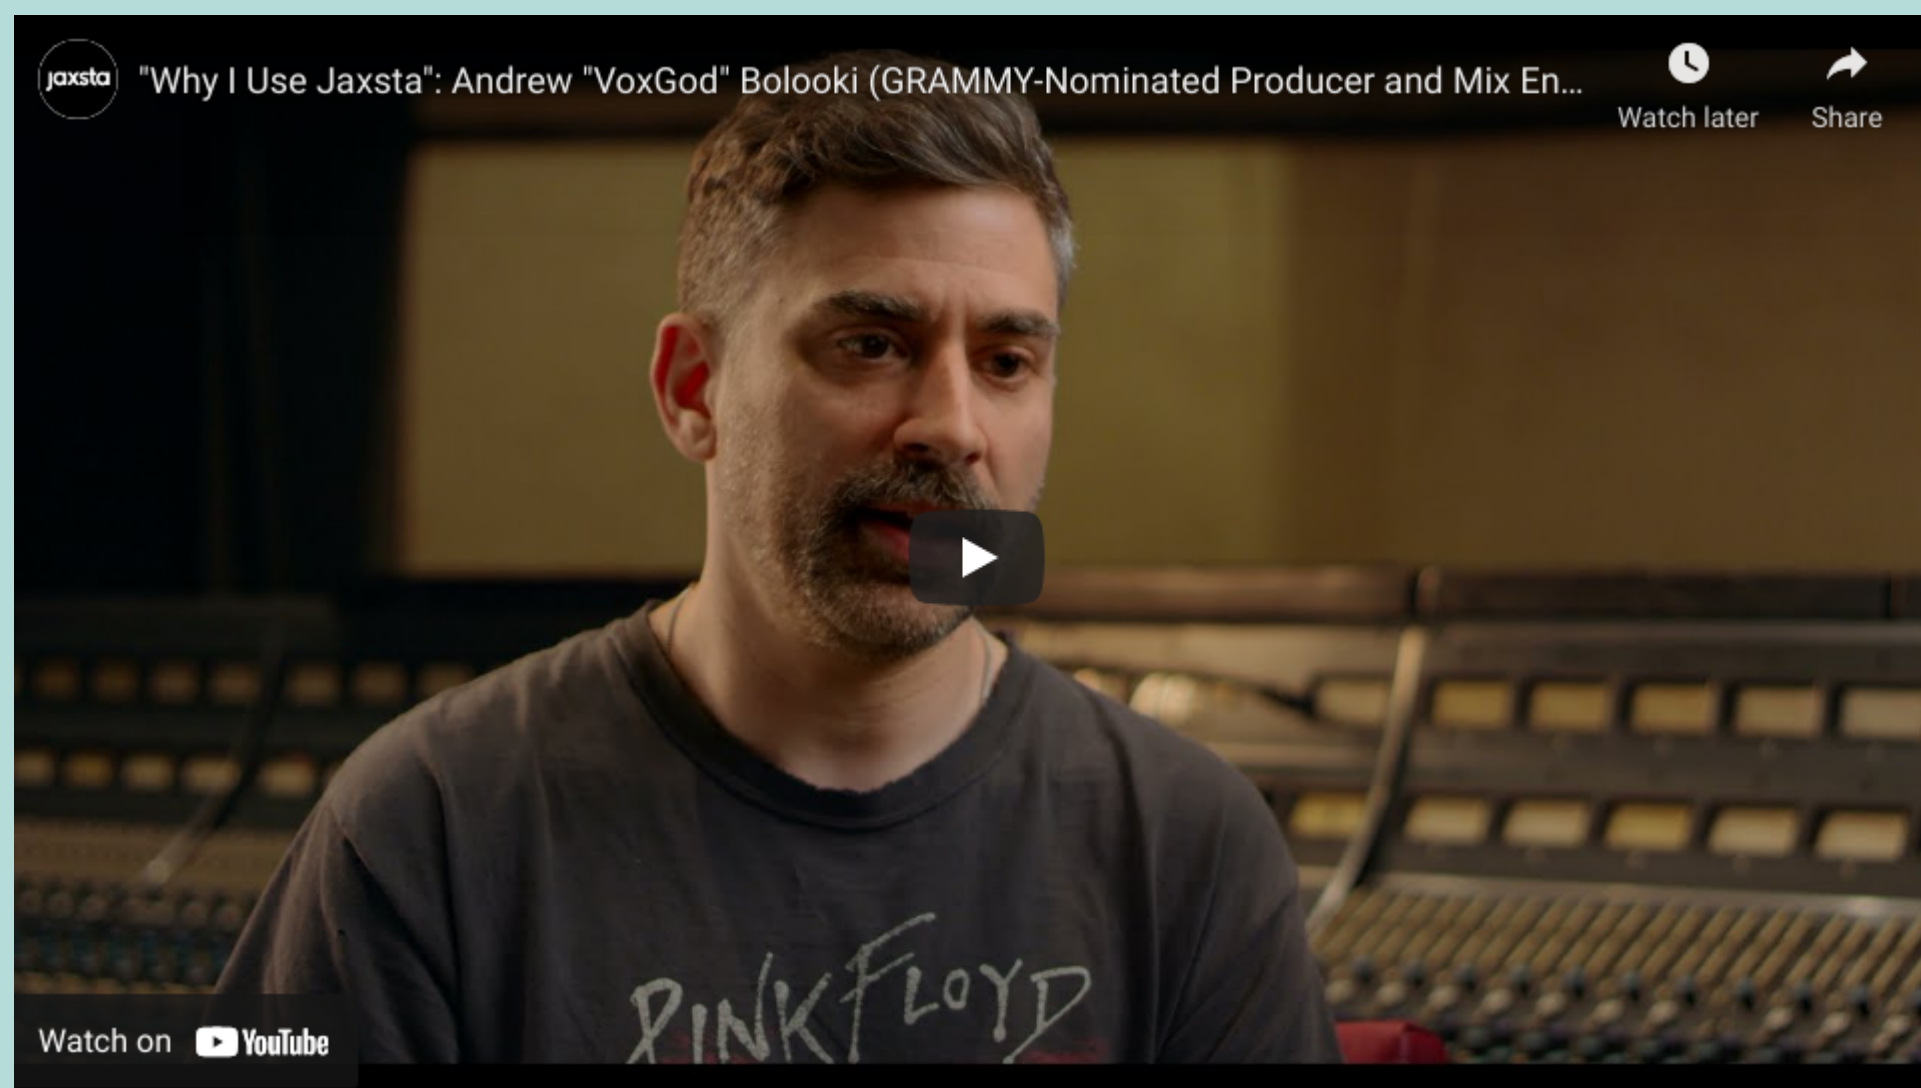 jaxsta
"Why I Use Jaxsta": Andrew "VoxGod" Bolooki (GRAMMY-Nominated Producer and Mix En...
Watch later
Share
PINK FLOYD
Watch on YouTube